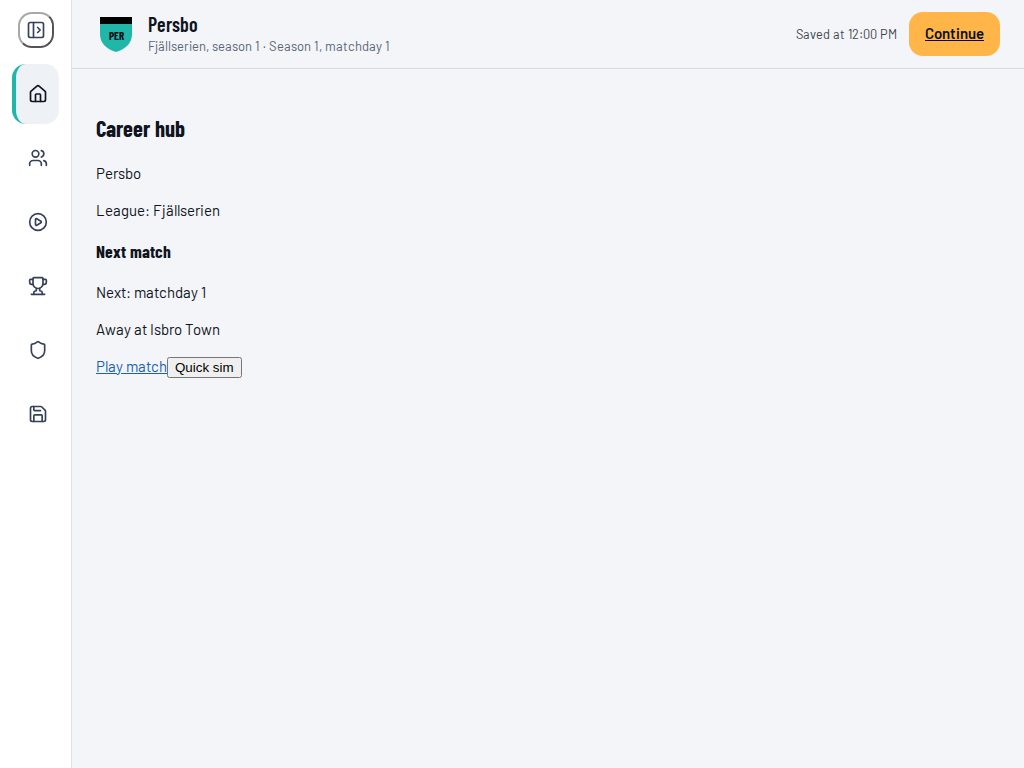 PER
Persbo
Fjällserien, season 1 · Season 1, matchday 1
Saved at 12:00 PM
Continue
Career hub
Persbo
League: Fjällserien
Next match
Next: matchday 1
Away at Isbro Town
Play match Quick sim